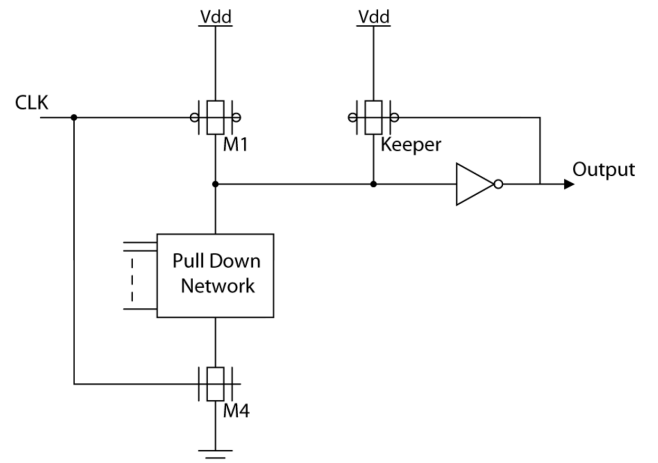 Vdd
Vdd
CLK
M1
Keeper
Output
Pull Down
Network
M4